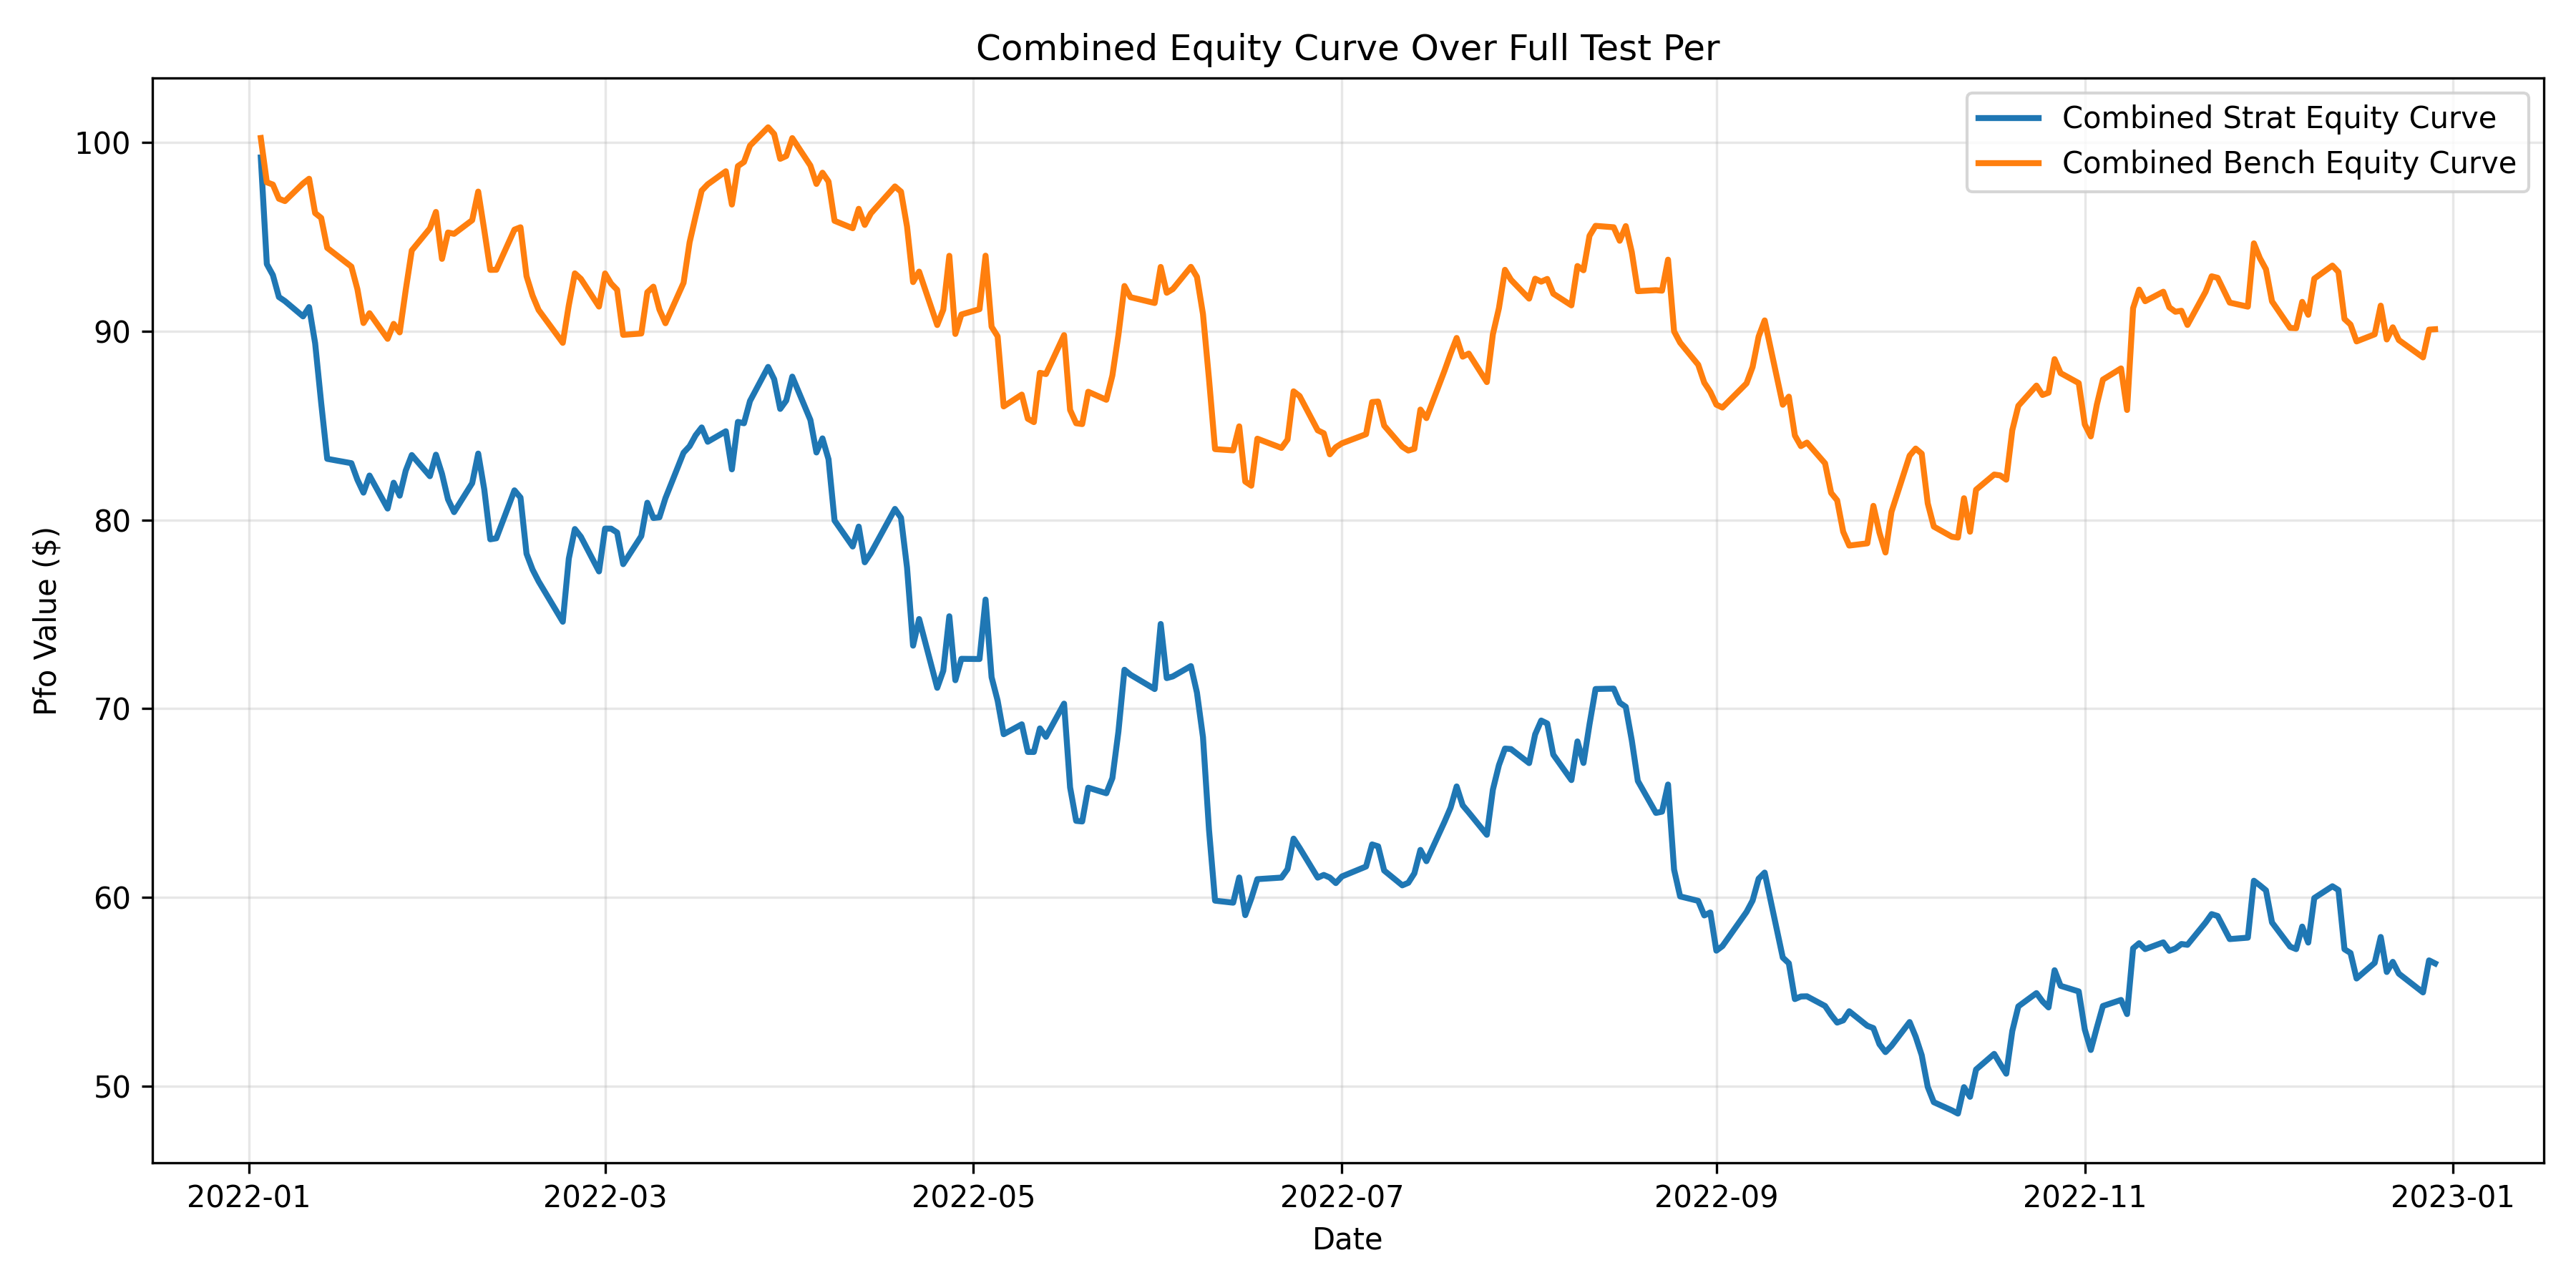 Combined Equity Curve Over Full Test Per
Combined Strat Equity Curve
Combined Bench Equity Curve
Pfo Value ($)
100
90
80
70
60
50
2022-01 2022-03 2022-05 2022-07 2022-09 2022-11 2023-01
Date